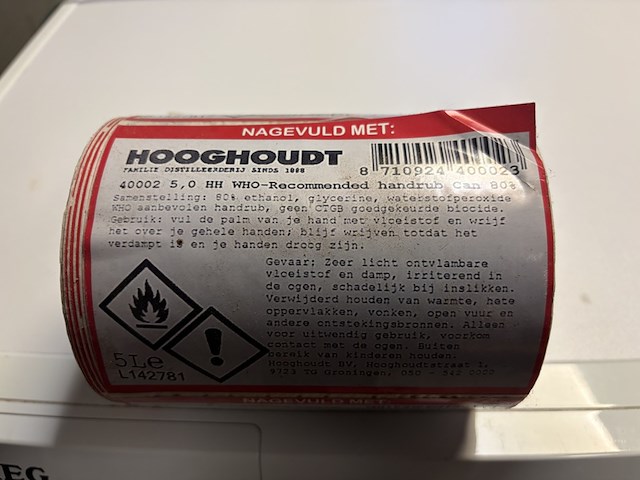 NAGEVULD MET:
HOOGHOUDT
FAMILIE DISTILLEERDERIJ SINDS 1888
8 710924 400023
40002 5,0 HH WHO-Recommended handrub Can 80%
Samenstelling: 80% ethanol, glycerine, waterstofperoxide
WHO aanbevolen handrub, geen CTGB goedgekeurde biocide.
Gebruik: vul de palm van je hand met vloeistof en wrijf
het over je gehele handen; blijf wrijven totdat het
verdampt is en je handen droog zijn.
Gevaar: Zeer licht ontvlambare
vloeistof en damp, irriterend in
de ogen, schadelijk bij inslikken.
Verwijderd houden van warmte, hete
oppervlakken, vonken, open vuur en
andere ontstekingsbronnen. Alleen
voor uitwendig gebruik, voorkom
contact met de ogen. Buiten
bereik van kinderen houden.
Hooghoudt BV, Hooghoudtstraat 1,
9723 TG Groningen, 050 - 542 2020
5Le
L142781
NAGEVULD MET:
EG